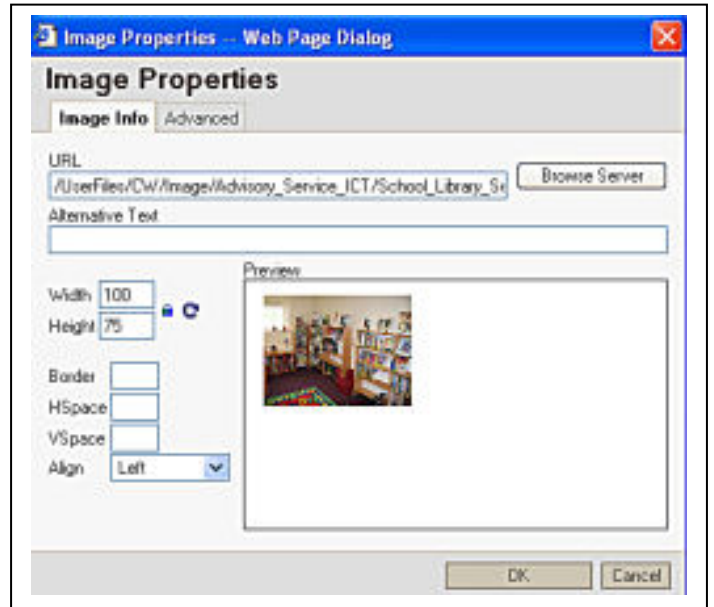 Image Properties -- Web Page Dialog
Image Properties
Image Info Advanced
URL
/UserFiles/CW/Image/Advisory_Service_ICT/School_Library_Se
Browse Server
Alternative Text
Preview
Width 100
Height 75
Border
HSpace
VSpace
Align Left
OK Cancel